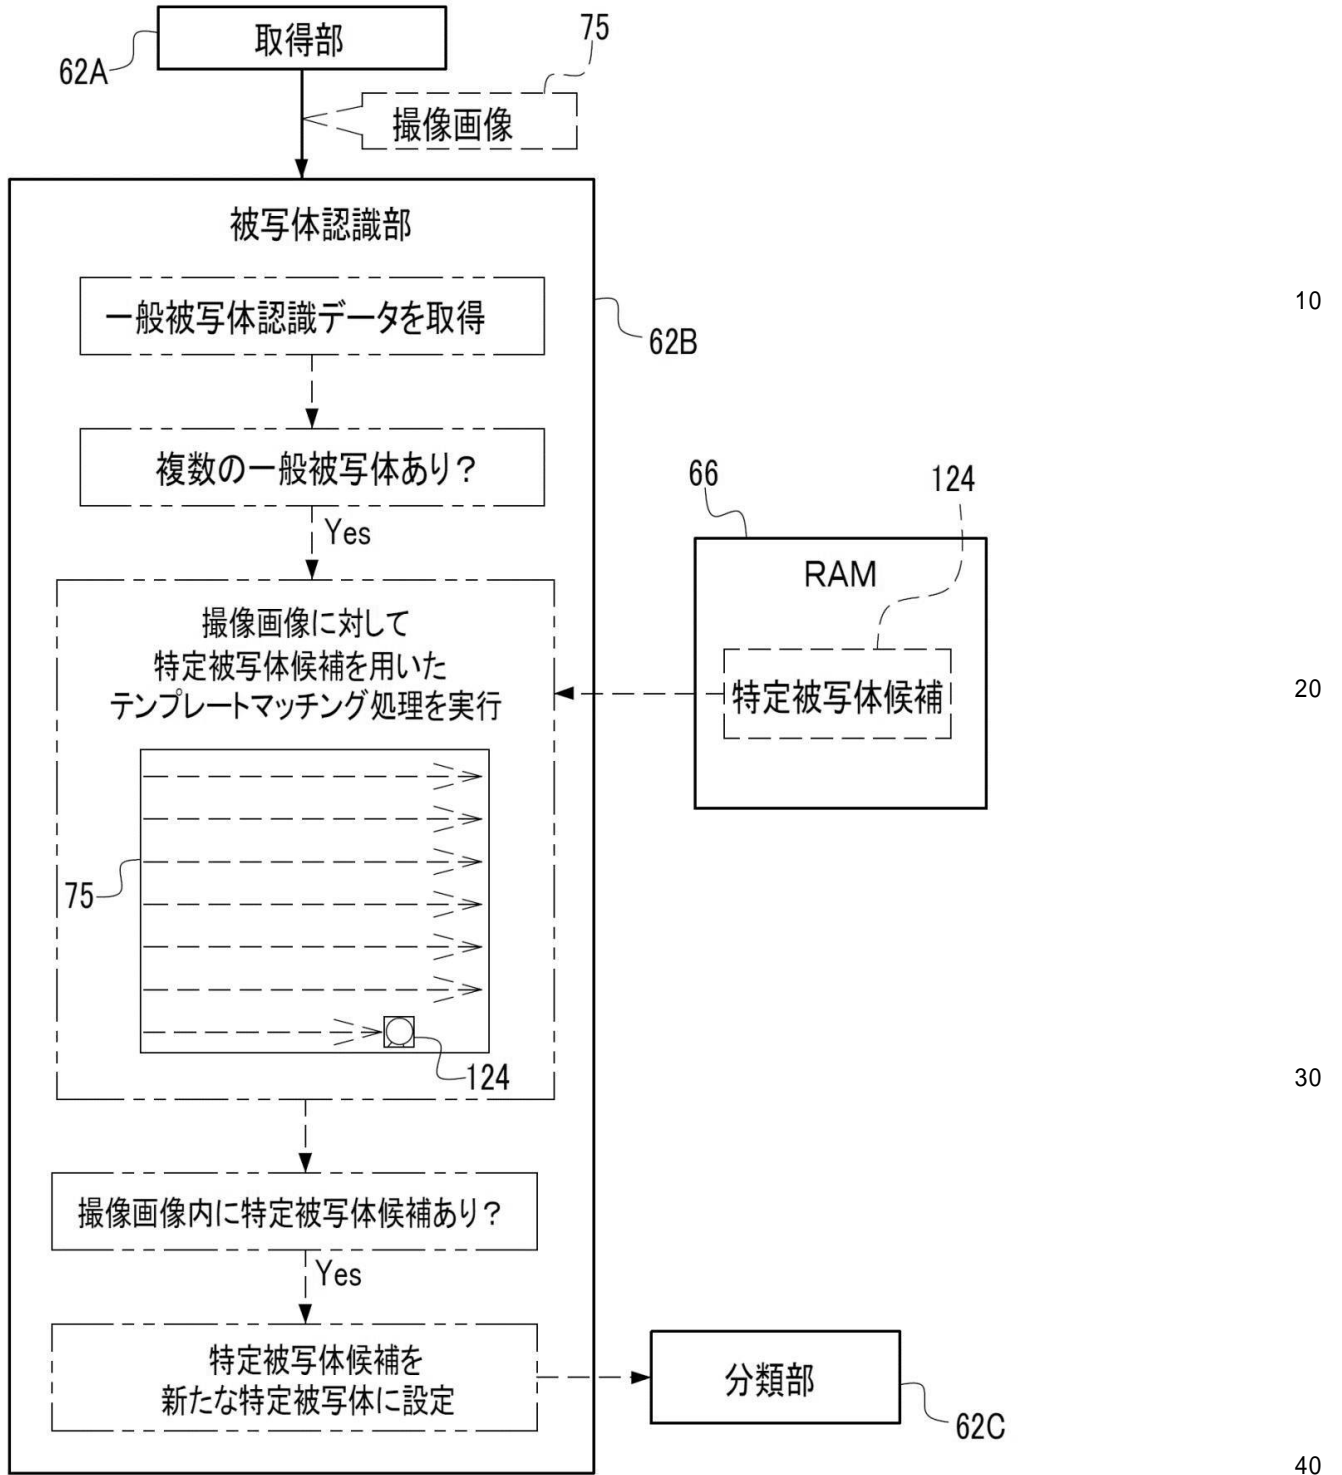 取得部
62A
75
撮像画像
被写体認識部
一般被写体認識データを取得
62B
10
複数の一般被写体あり？
Yes
66
124
RAM
撮像画像に対して
特定被写体候補を用いた
テンプレートマッチング処理を実行
特定被写体候補
20
75
124
30
撮像画像内に特定被写体候補あり？
Yes
特定被写体候補を
新たな特定被写体に設定
分類部
62C
40